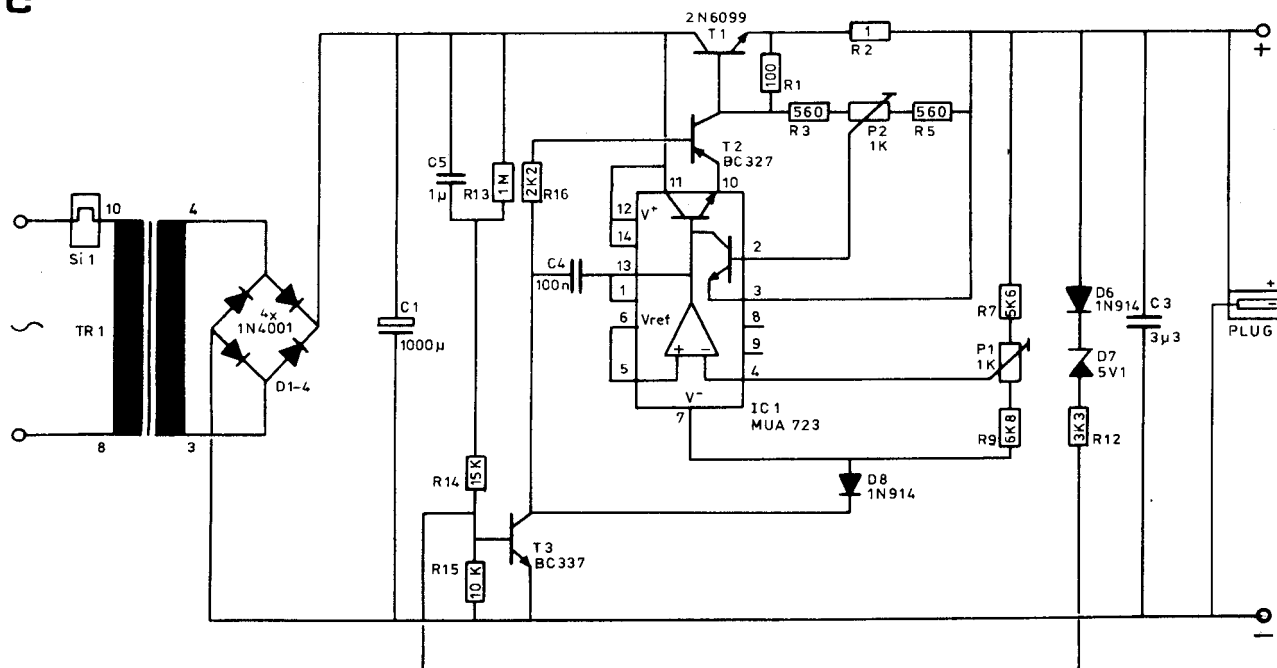 C
2N6099
T1
1
R2
+
100
R1
560
R3
P2
1K
560
R5
T2
BC327
C5
1µ
R13
1M
2K2
R16
11
10
12
V+
14
13
1
6
Vref
5
2
3
8
9
4
+
-
V-
7
IC1
MUA 723
C4
100n
Si1
10
4
TR1
8
3
4x
1N4001
D1-4
C1
1000µ
R7
5K6
P1
1K
R9
6K8
D6
1N914
D7
5V1
3K3
R12
C3
3µ3
+
-
PLUG
D8
1N914
R14
15K
T3
BC337
R15
10K
-